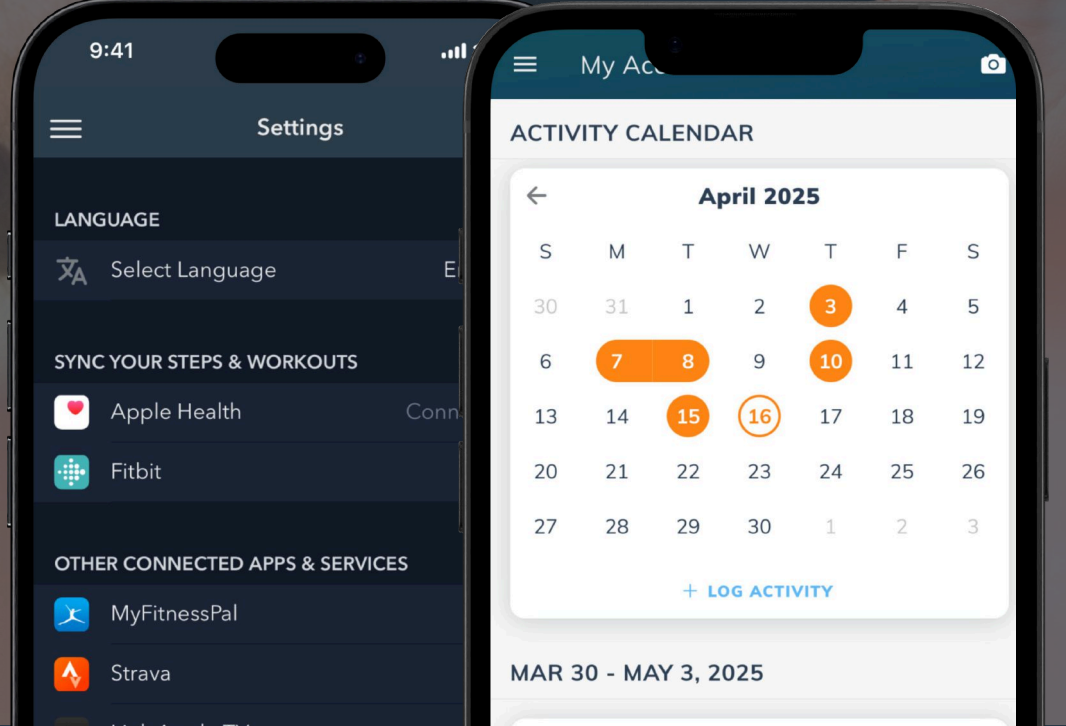 9:41
Settings
LANGUAGE
Select Language
SYNC YOUR STEPS & WORKOUTS
Apple Health
Fitbit
OTHER CONNECTED APPS & SERVICES
MyFitnessPal
Strava
My
ACTIVITY CALENDAR
April 2025
S M T W T F S
30 31 1 2 3 4 5
6 7 8 9 10 11 12
13 14 15 16 17 18 19
20 21 22 23 24 25 26
27 28 29 30 1 2 3
+ LOG ACTIVITY
MAR 30 - MAY 3, 2025